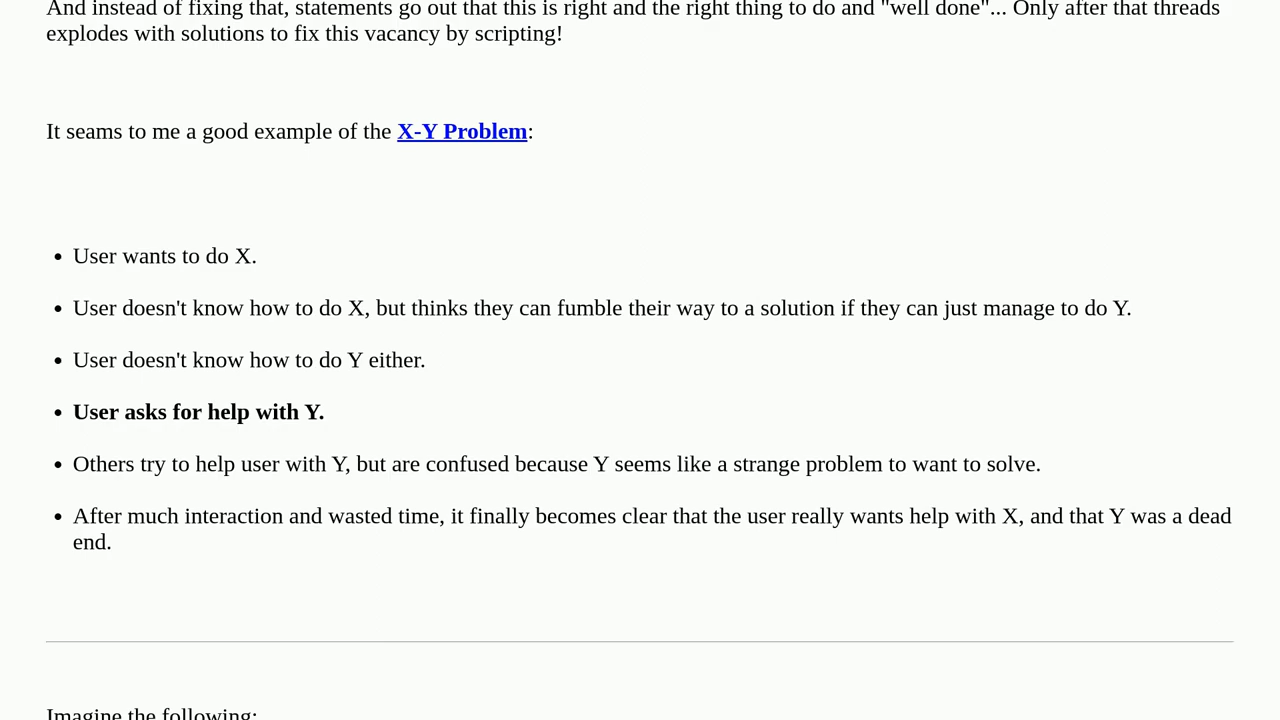 And instead of fixing that, statements go out that this is right and the right thing to do and "well done"... Only after that threads
explodes with solutions to fix this vacancy by scripting!
It seams to me a good example of the X-Y Problem:
• User wants to do X.
• User doesn't know how to do X, but thinks they can fumble their way to a solution if they can just manage to do Y.
• User doesn't know how to do Y either.
• User asks for help with Y.
• Others try to help user with Y, but are confused because Y seems like a strange problem to want to solve.
• After much interaction and wasted time, it finally becomes clear that the user really wants help with X, and that Y was a dead
end.
Imagine the following: